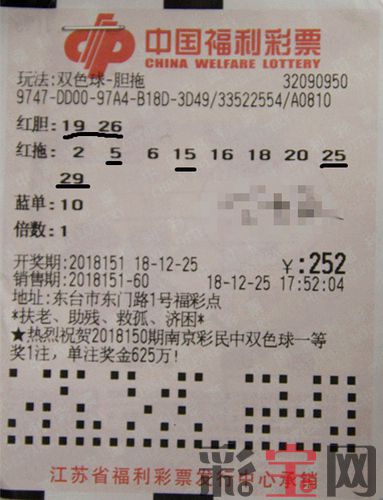 中国福利彩票
CHINA WELFARE LOTTERY
玩法:双色球-胆拖 32090950
9747-DD00-97A4-B18D-3D49/33522554/A0810
红胆: 19 26
红拖: 2 5 6 15 16 18 20 25
29
蓝单: 10
倍数: 1
开奖期:2018151 18-12-25 ¥:252
销售期:2018151-60 18-12-25 17:52:04
地址:东台市东门路1号福彩点
*扶老、助残、救孤、济困*
★热烈祝贺2018150期南京彩民中双色球一等
奖1注,单注奖金625万!
彩宝网
江苏省福利彩票发行中心承销